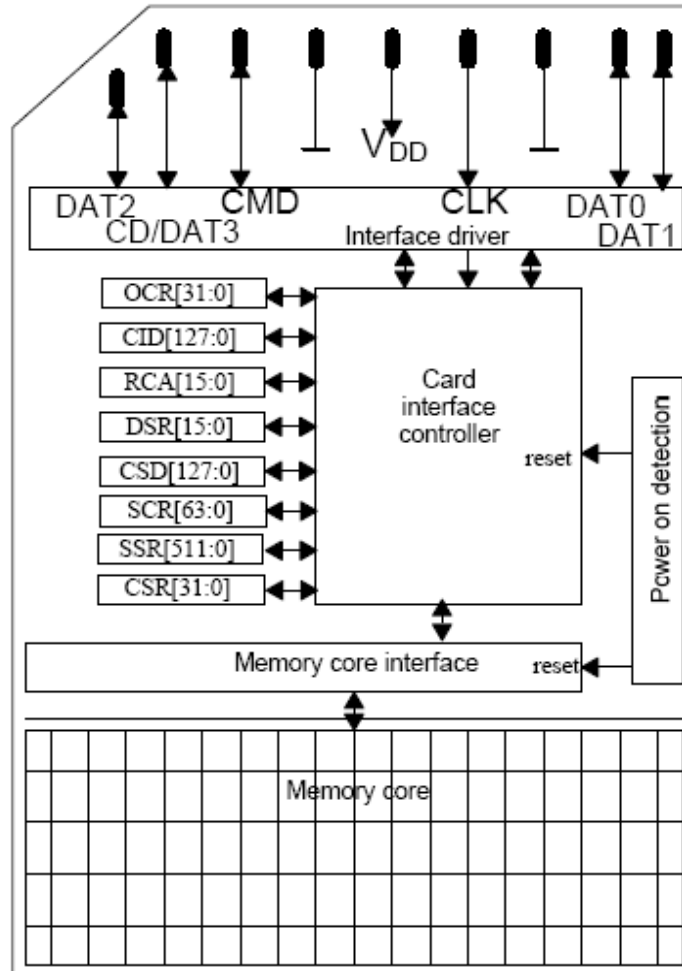 VDD
DAT2
CMD
CLK
DAT0
CD/DAT3
Interface driver
DAT1
OCR[31:0]
CID[127:0]
RCA[15:0]
DSR[15:0]
CSD[127:0]
SCR[63:0]
SSR[511:0]
CSR[31:0]
Card
interface
controller
reset
Power on detection
Memory core interface
reset
Memory core